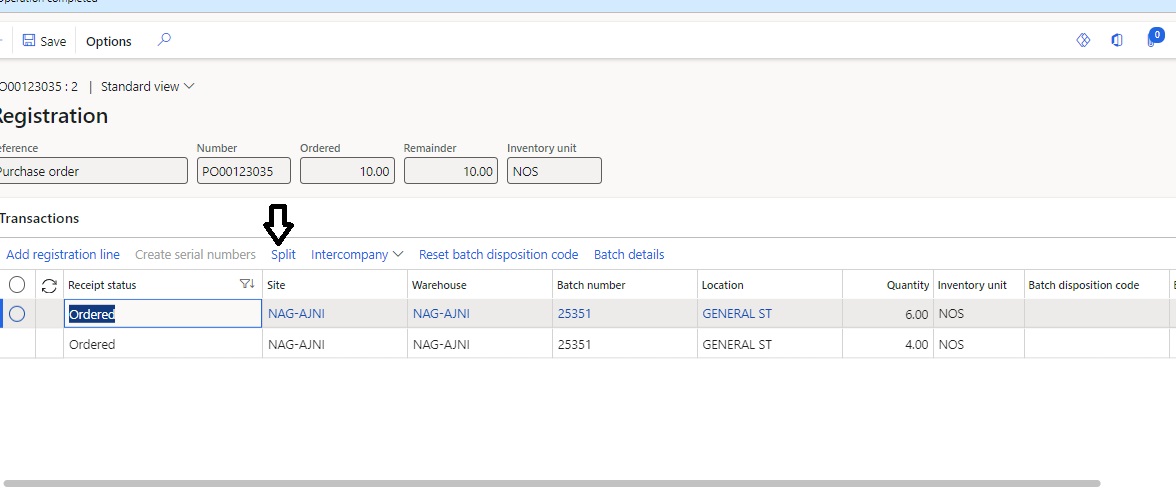 Save Options 0
O00123035 : 2 | Standard view
Registration
Reference Number Ordered Remainder Inventory unit
Purchase order PO00123035 10.00 10.00 NOS
Transactions
Add registration line Create serial numbers Split Intercompany Reset batch disposition code Batch details
Receipt status Site Warehouse Batch number Location Quantity Inventory unit Batch disposition code
Ordered NAG-AJNI NAG-AJNI 25351 GENERAL ST 6.00 NOS
Ordered NAG-AJNI NAG-AJNI 25351 GENERAL ST 4.00 NOS